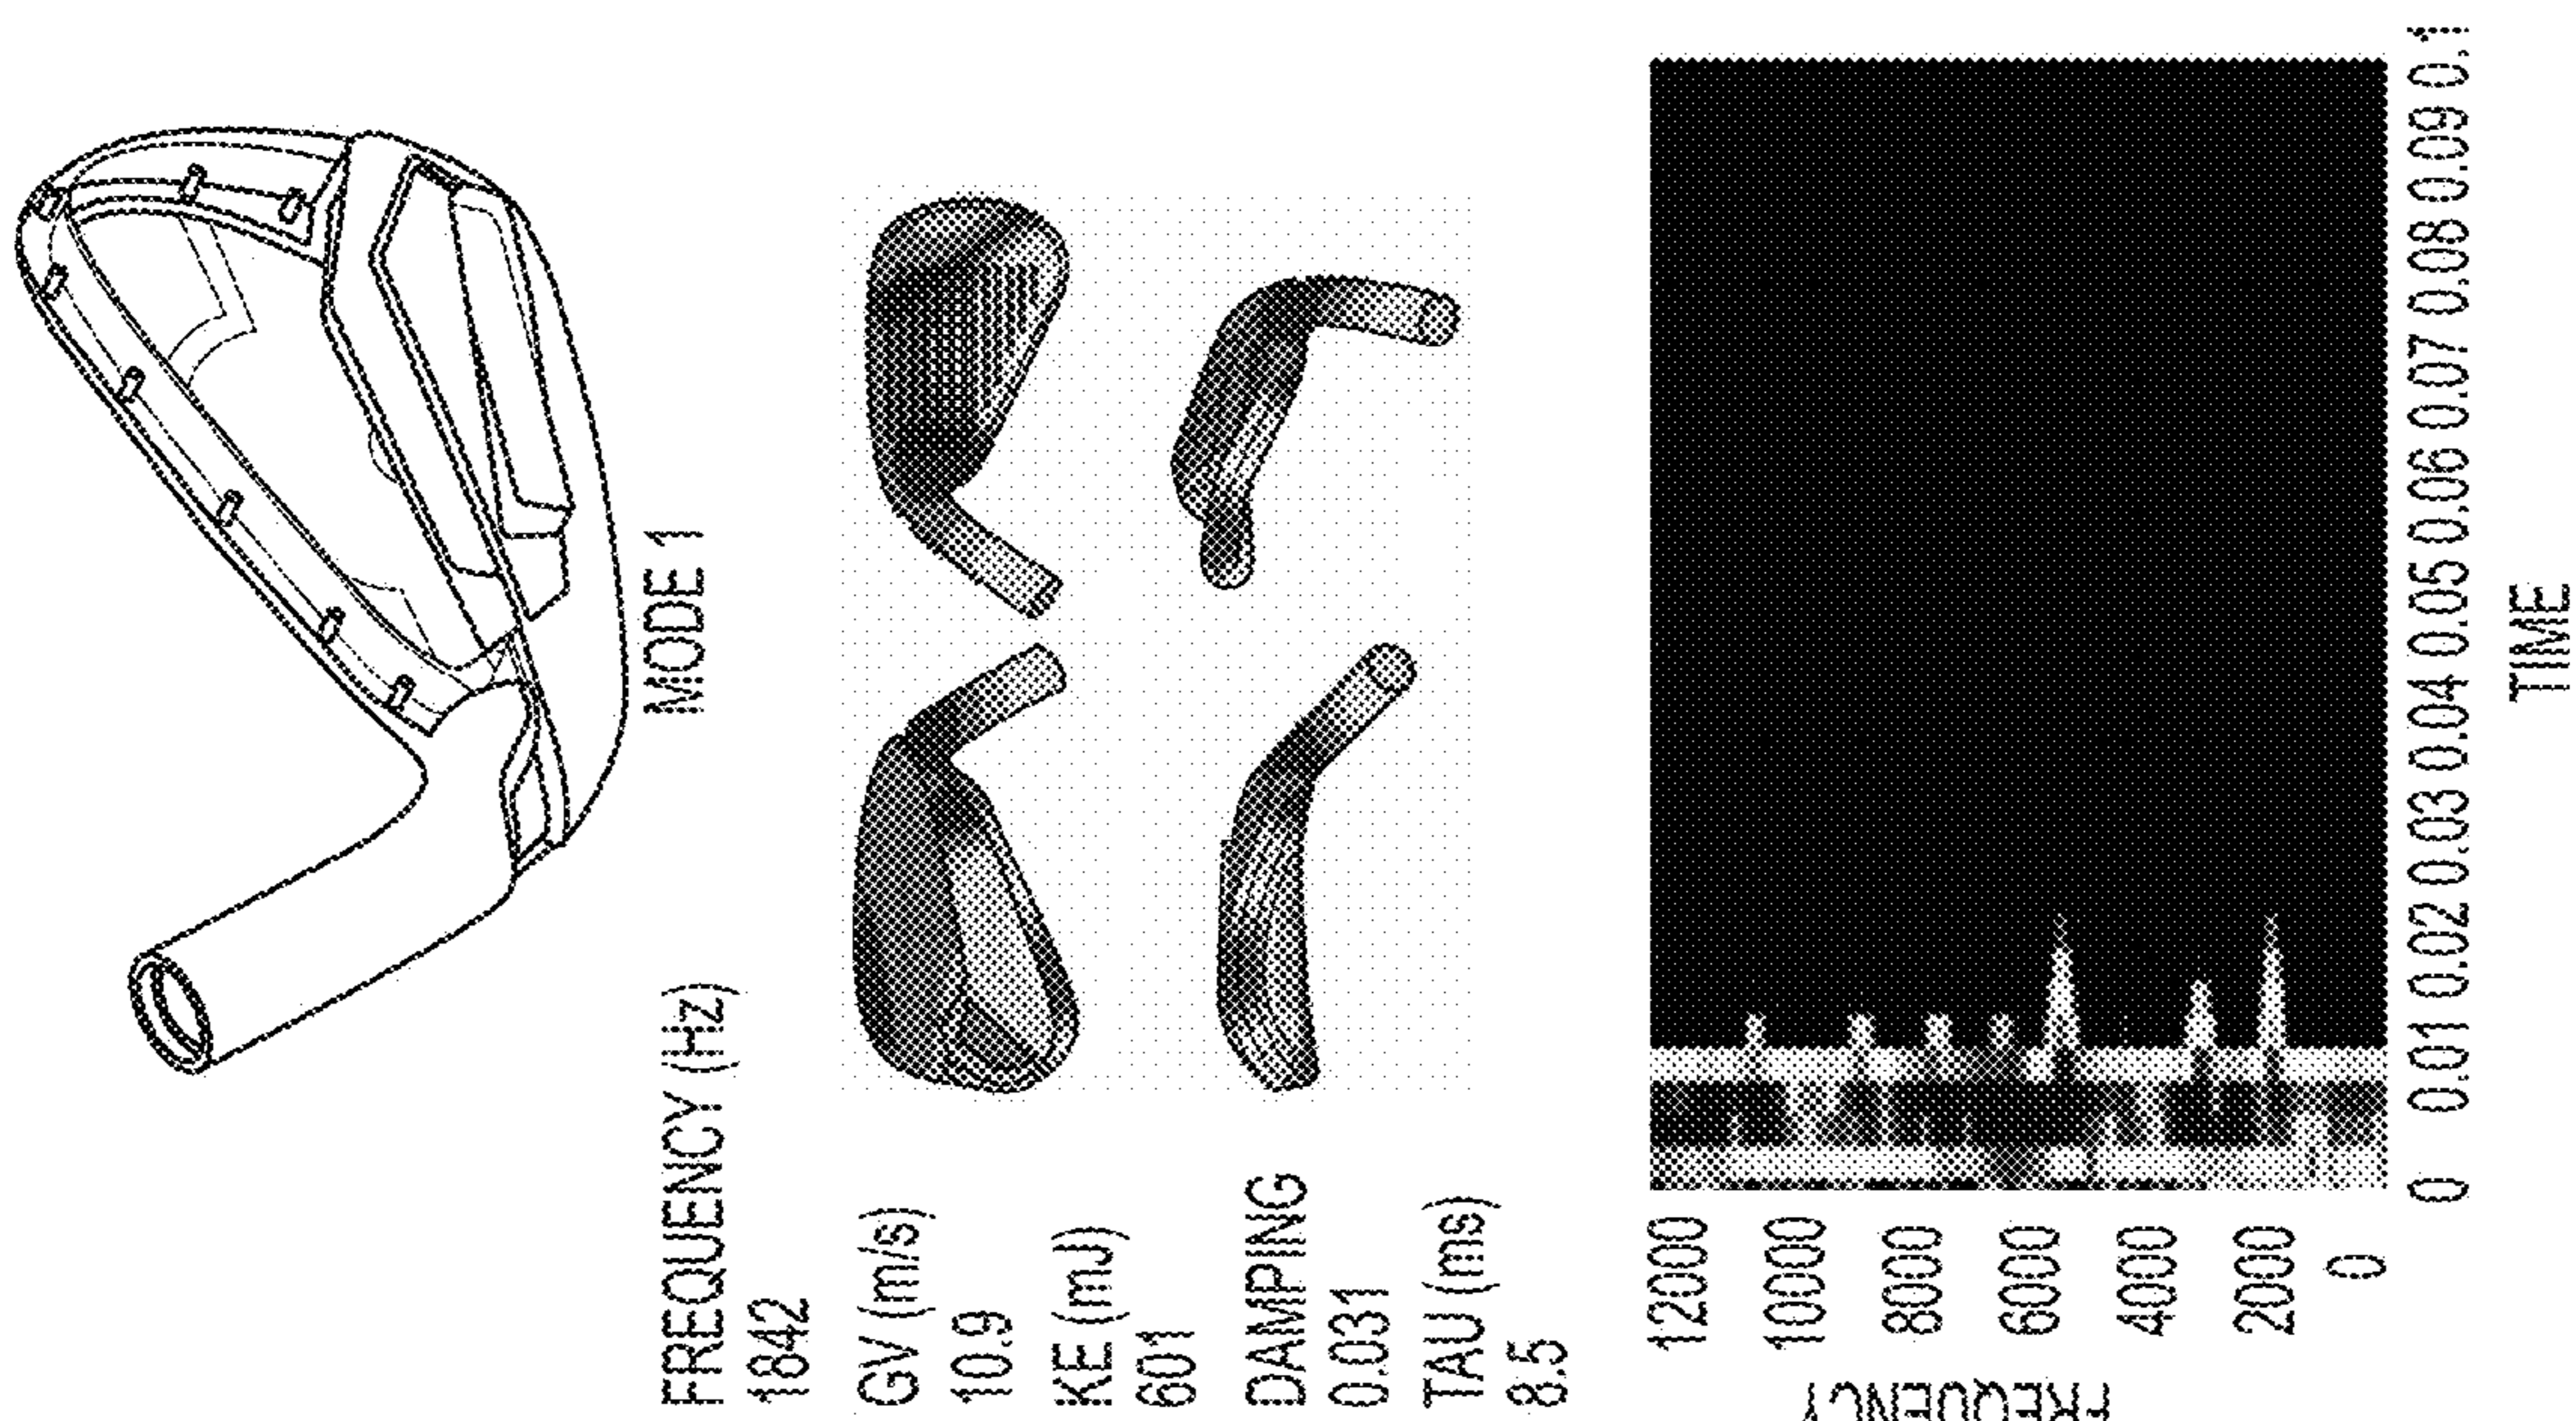 MODE 1
FREQUENCY (Hz)
1842
GV (m/s)
10.9
KE (mJ)
601
DAMPING
0.031
TAU (ms)
8.5
FREQUENCY
12000
10000
8000
6000
4000
2000
0
0 0.01 0.02 0.03 0.04 0.05 0.06 0.07 0.08 0.09 0.1
TIME